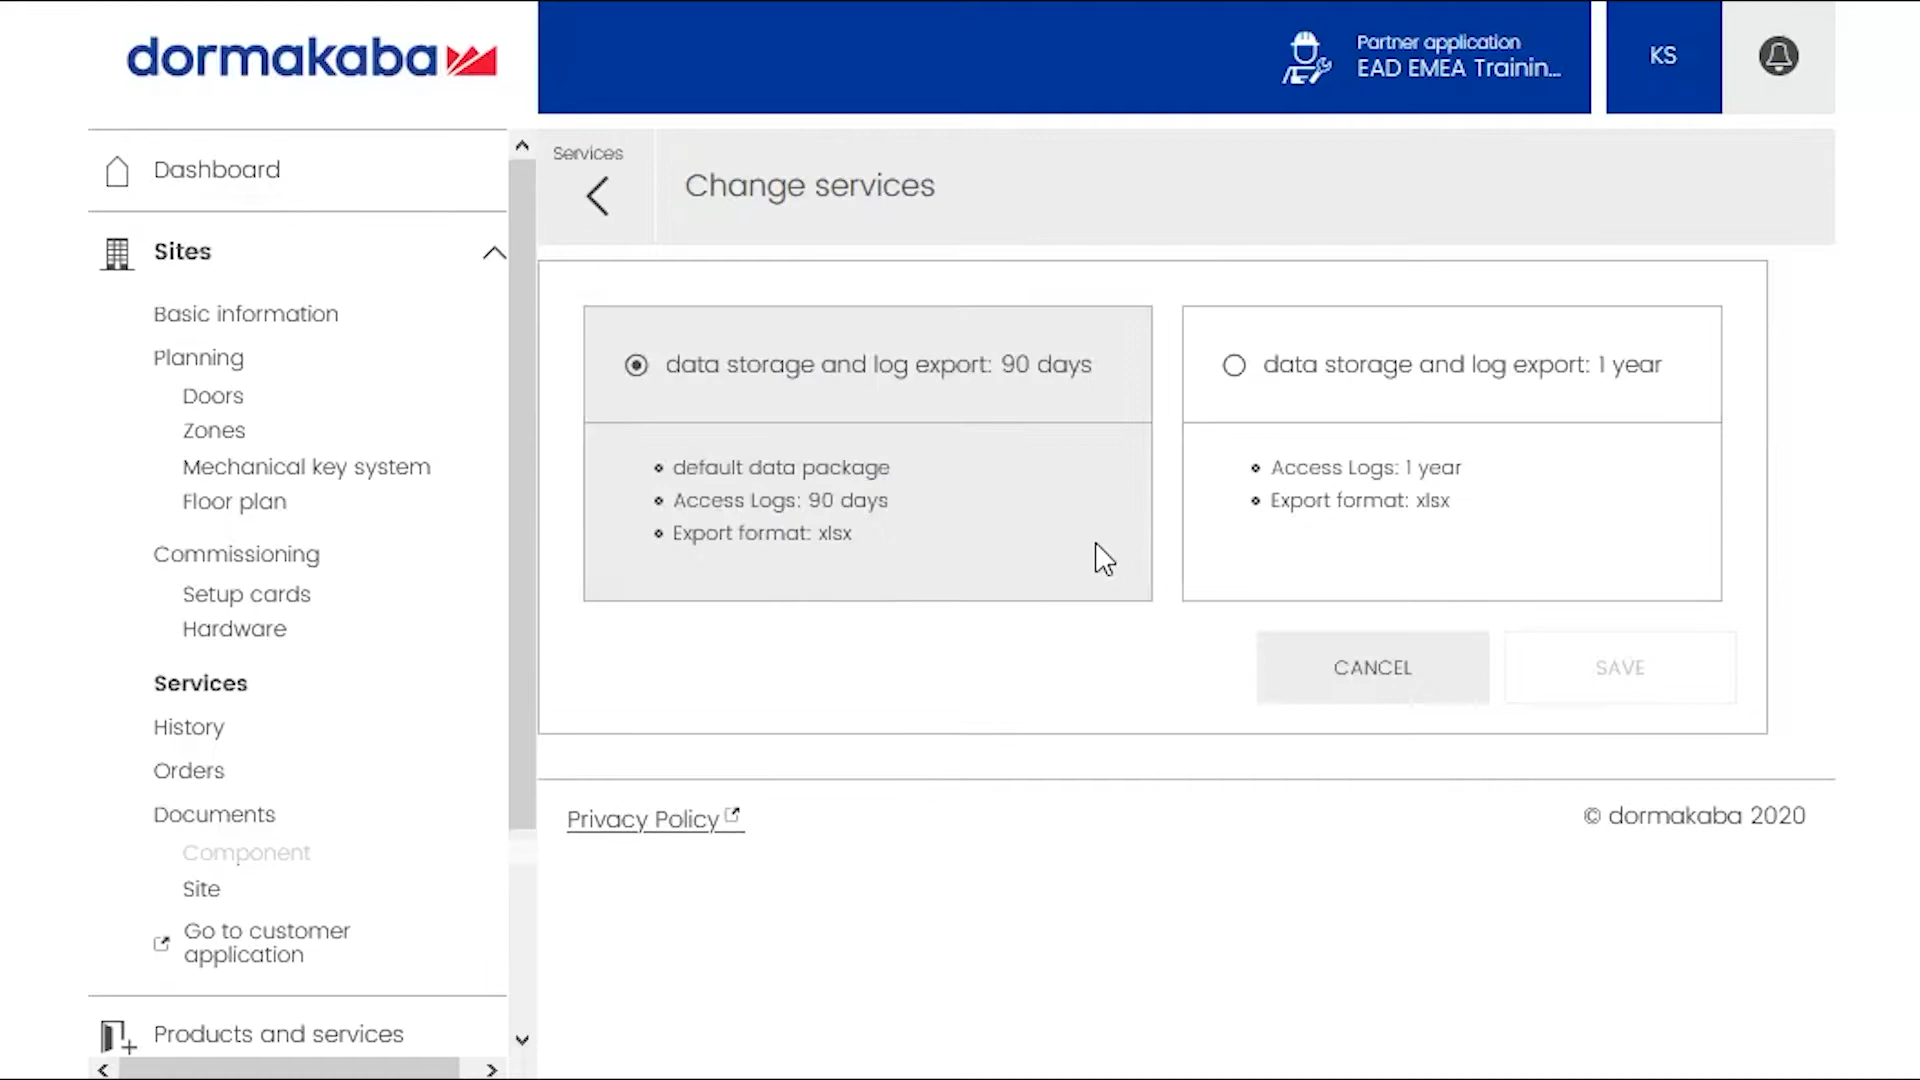 dormakaba
Partner application
EAD EMEA Trainin...
KS
Dashboard
Sites
Basic information
Planning
Doors
Zones
Mechanical key system
Floor plan
Commissioning
Setup cards
Hardware
Services
History
Orders
Documents
Component
Site
Go to customer
application
Products and services
Services
Change services
data storage and log export: 90 days
default data package
Access Logs: 90 days
Export format: xlsx
data storage and log export: 1 year
Access Logs: 1 year
Export format: xlsx
CANCEL
SAVE
Privacy Policy
© dormakaba 2020